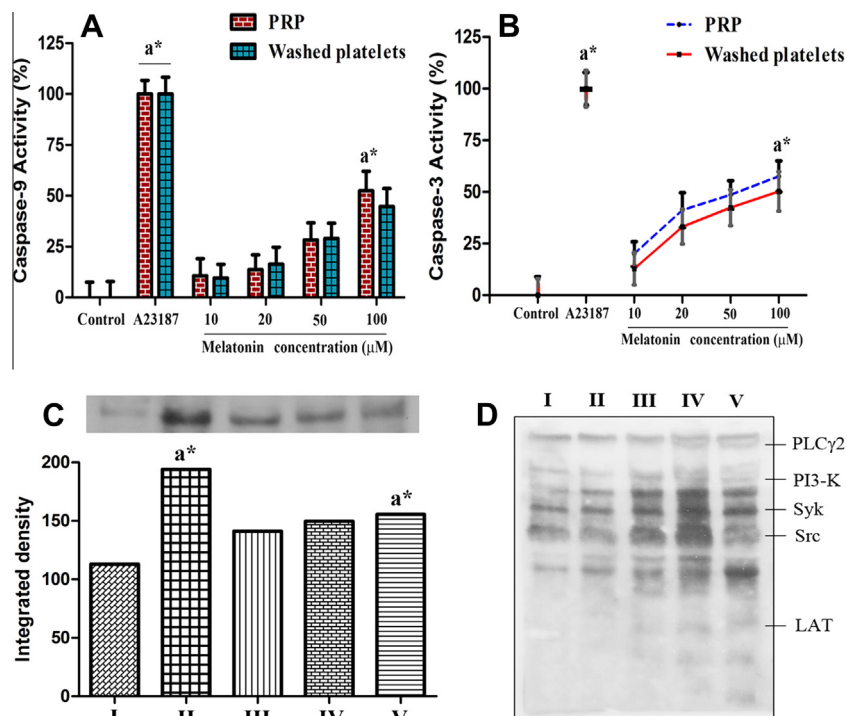 A
PRP
Washed platelets
Caspase-9 Activity (%)
125
100
75
50
25
0
a*
a*
Control A23187 10 20 50 100
Melatonin concentration (μM)
B
PRP
Washed platelets
Caspase-3 Activity (%)
125
100
75
50
25
0
a*
a*
Control A23187 10 20 50 100
Melatonin concentration (μM)
C
Integrated density
200
150
100
50
0
a*
a*
I II III IV V
D
I II III IV V
PLCγ2
PI3-K
Syk
Src
LAT